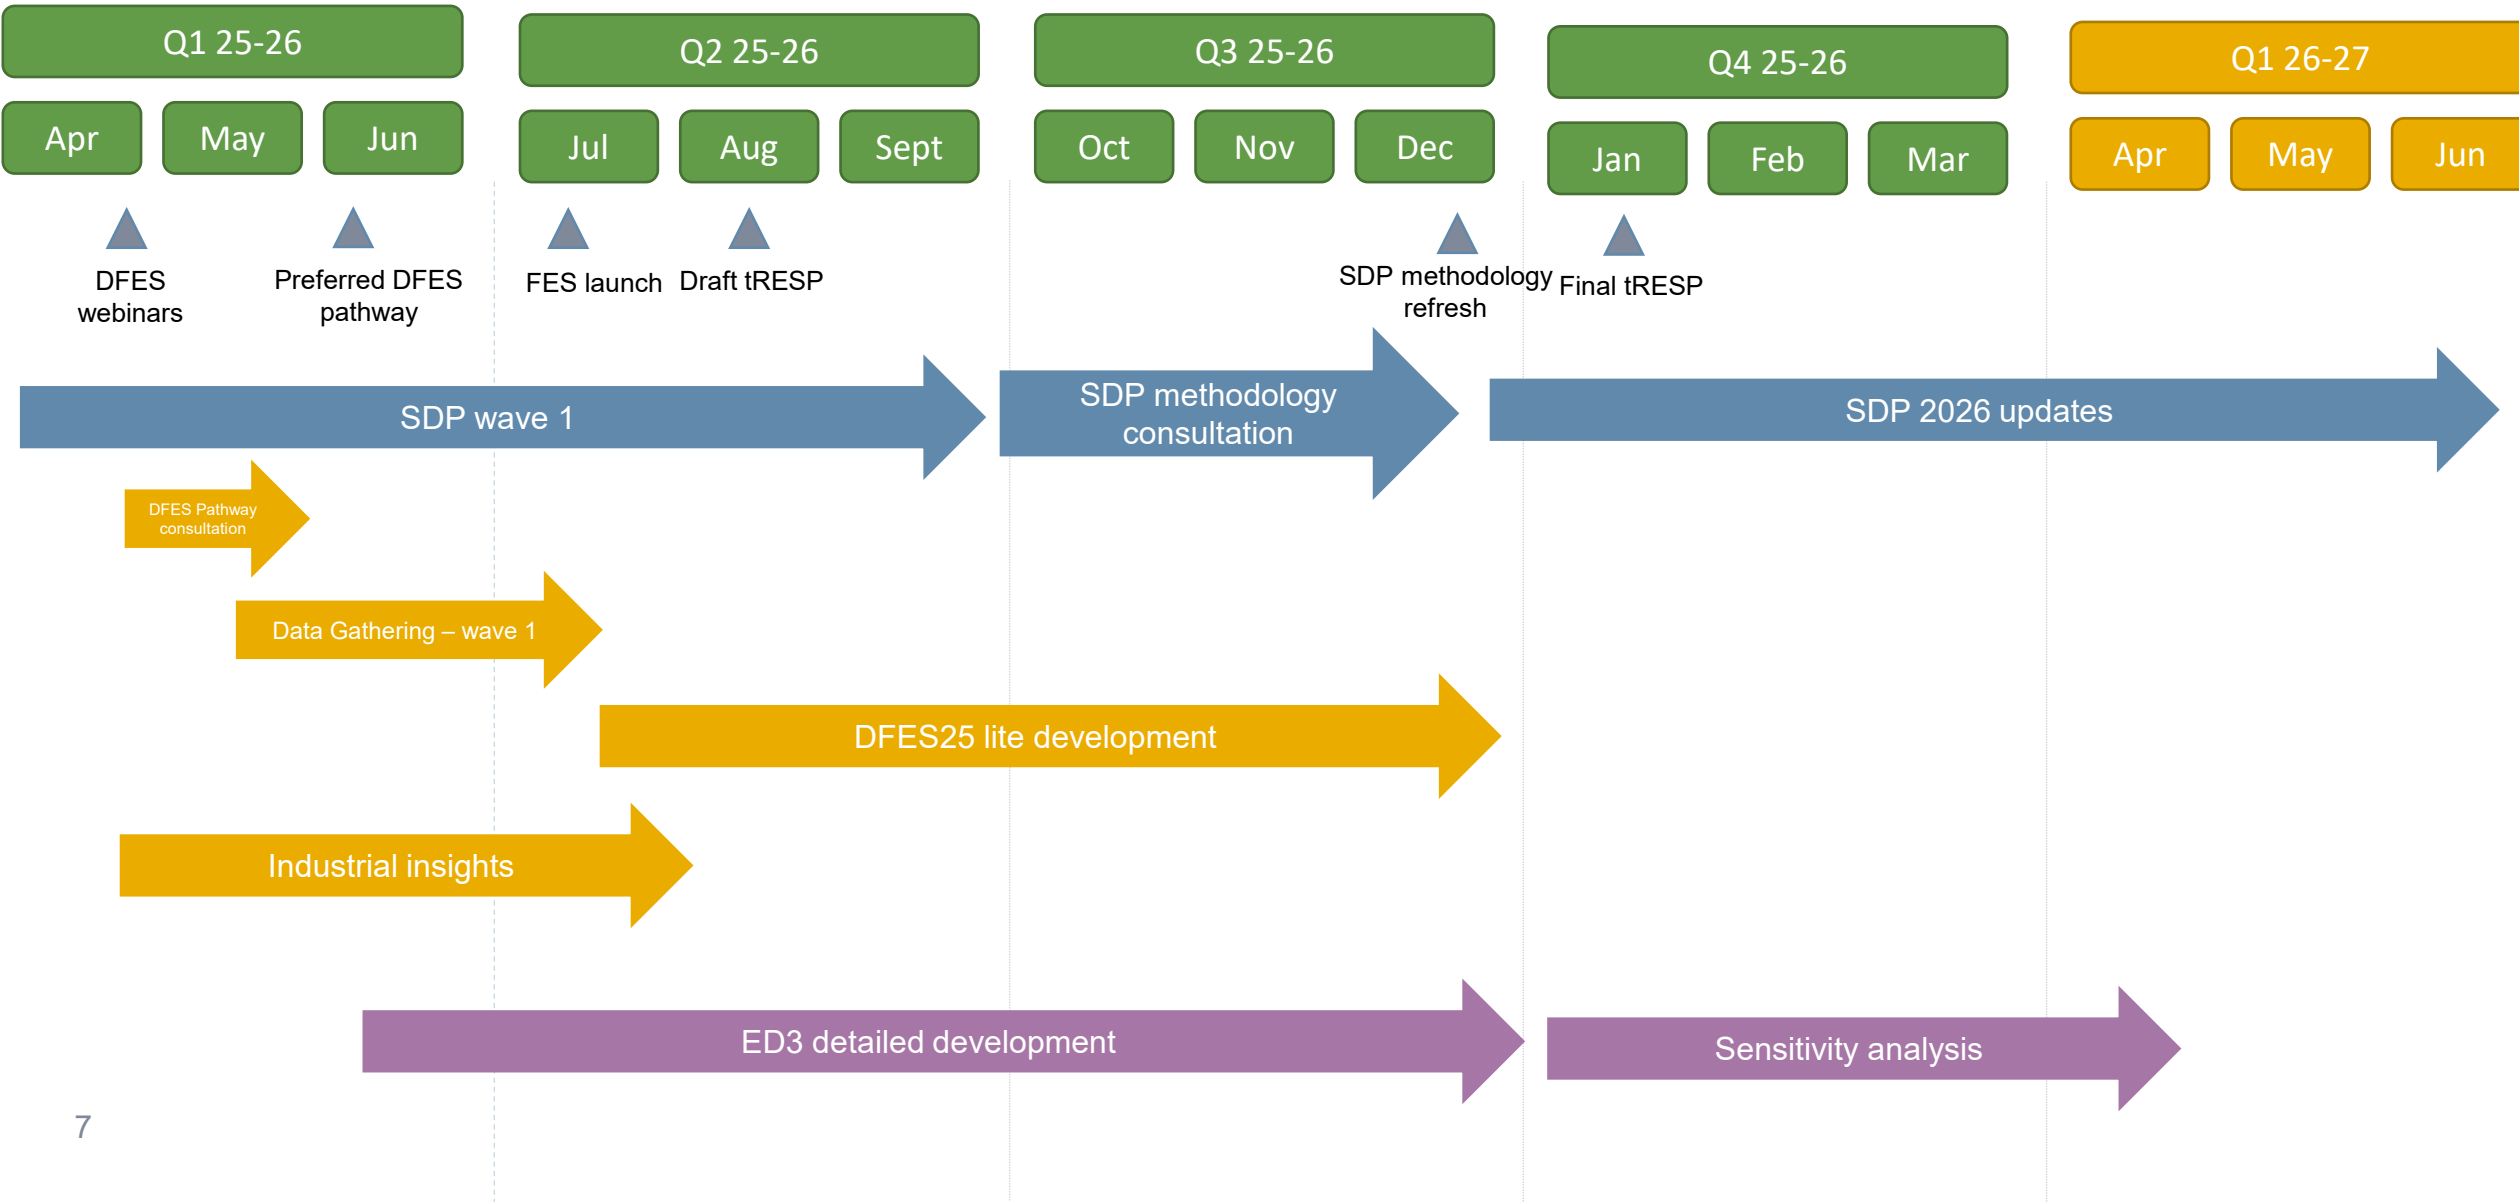 Q1 25-26
Q2 25-26
Q3 25-26
Q4 25-26
Q1 26-27
Apr
May
Jun
Jul
Aug
Sept
Oct
Nov
Dec
Jan
Feb
Mar
Apr
May
Jun
DFES
webinars
Preferred DFES
pathway
FES launch
Draft tRESP
SDP methodology
refresh
Final tRESP
SDP wave 1
SDP methodology
consultation
SDP 2026 updates
DFES Pathway
consultation
Data Gathering – wave 1
DFES25 lite development
Industrial insights
ED3 detailed development
Sensitivity analysis
7